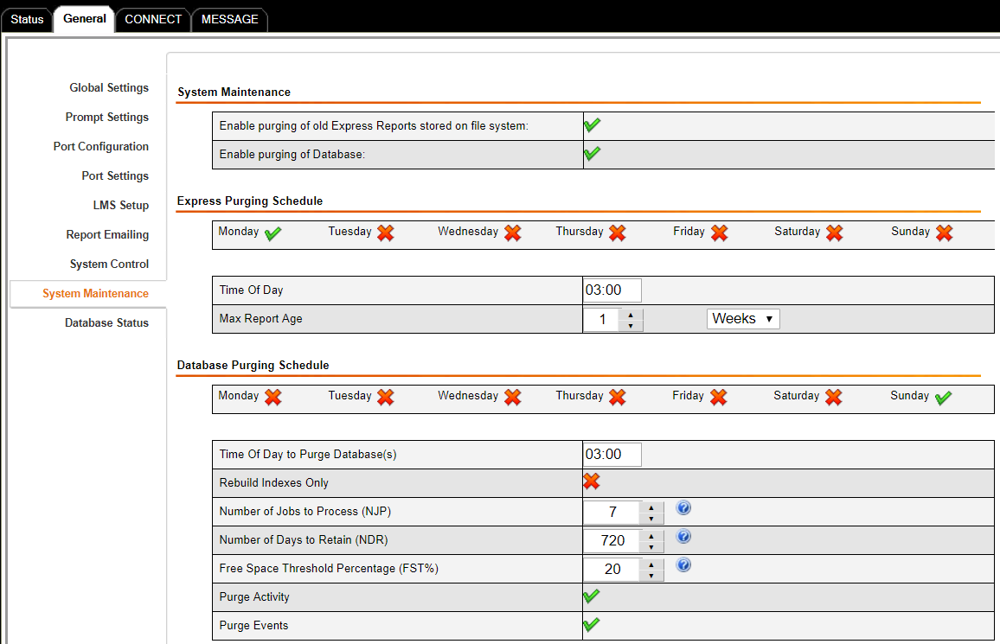 Status General CONNECT MESSAGE
Global Settings
Prompt Settings
Port Configuration
Port Settings
LMS Setup
Report Emailing
System Control
System Maintenance
Database Status
System Maintenance
Enable purging of old Express Reports stored on file system:
Enable purging of Database:
Express Purging Schedule
Monday Tuesday Wednesday Thursday Friday Saturday Sunday
Time Of Day 03:00
Max Report Age 1 Weeks
Database Purging Schedule
Monday Tuesday Wednesday Thursday Friday Saturday Sunday
Time Of Day to Purge Database(s) 03:00
Rebuild Indexes Only
Number of Jobs to Process (NJP) 7 ?
Number of Days to Retain (NDR) 720 ?
Free Space Threshold Percentage (FST%) 20 ?
Purge Activity
Purge Events